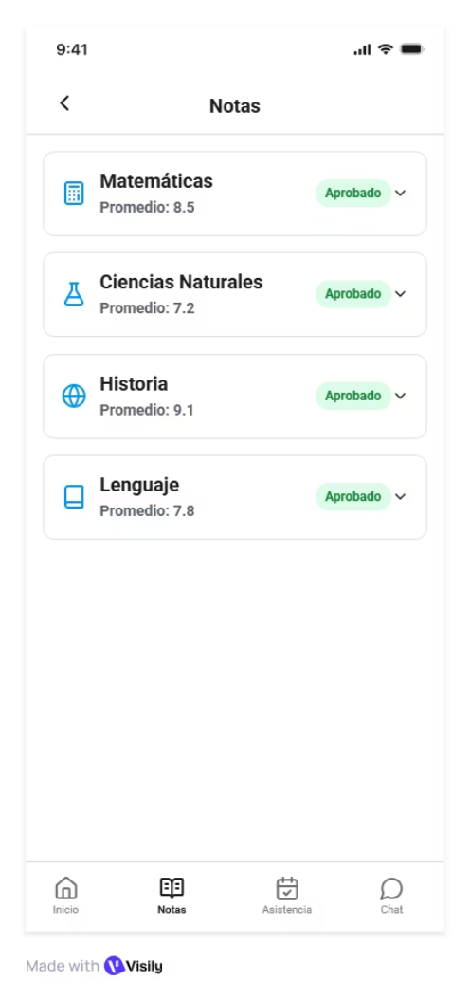 9:41
Notas
Matemáticas
Promedio: 8.5
Aprobado
Ciencias Naturales
Promedio: 7.2
Aprobado
Historia
Promedio: 9.1
Aprobado
Lenguaje
Promedio: 7.8
Aprobado
Inicio
Notas
Asistencia
Chat
Made with Visily